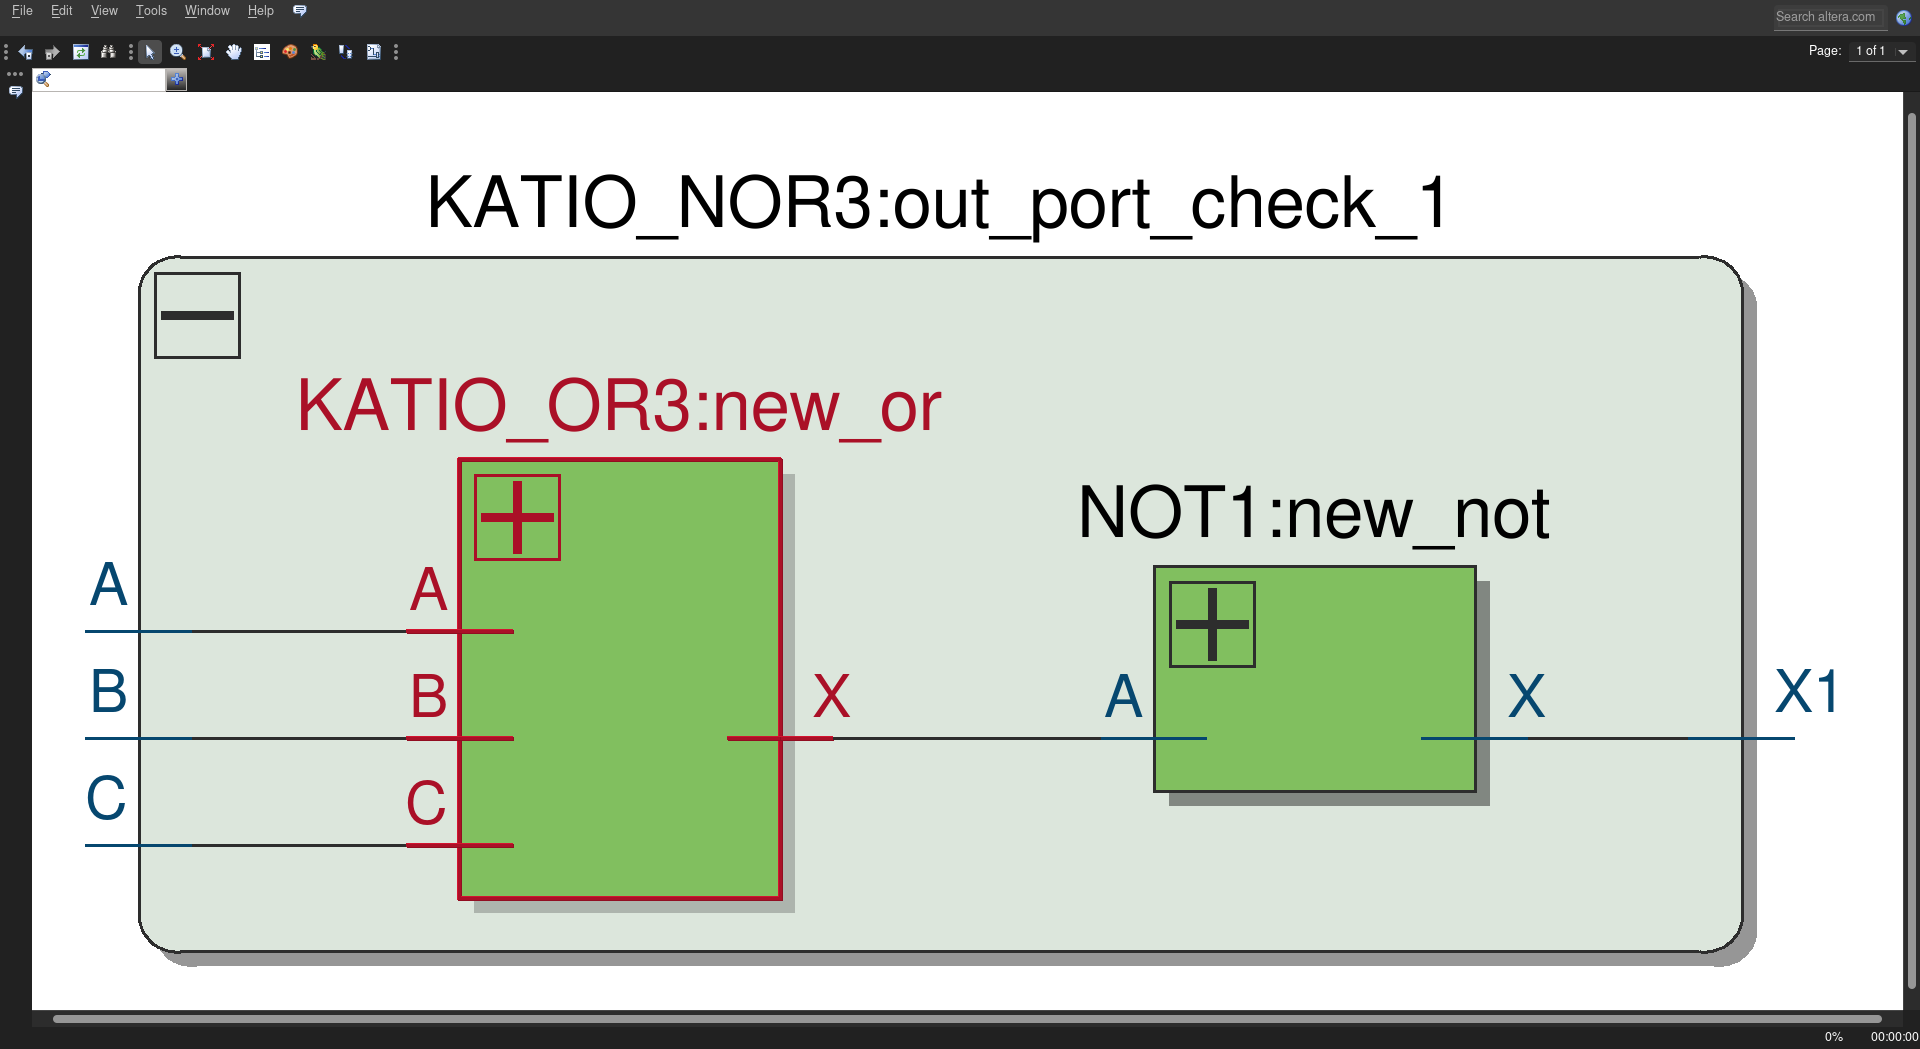 File Edit View Tools Window Help
Search altera.com
Page: 1 of 1
KATIO_NOR3:out_port_check_1
KATIO_OR3:new_or
NOT1:new_not
A A
B B X A X X1
C C
0% 00:00:00